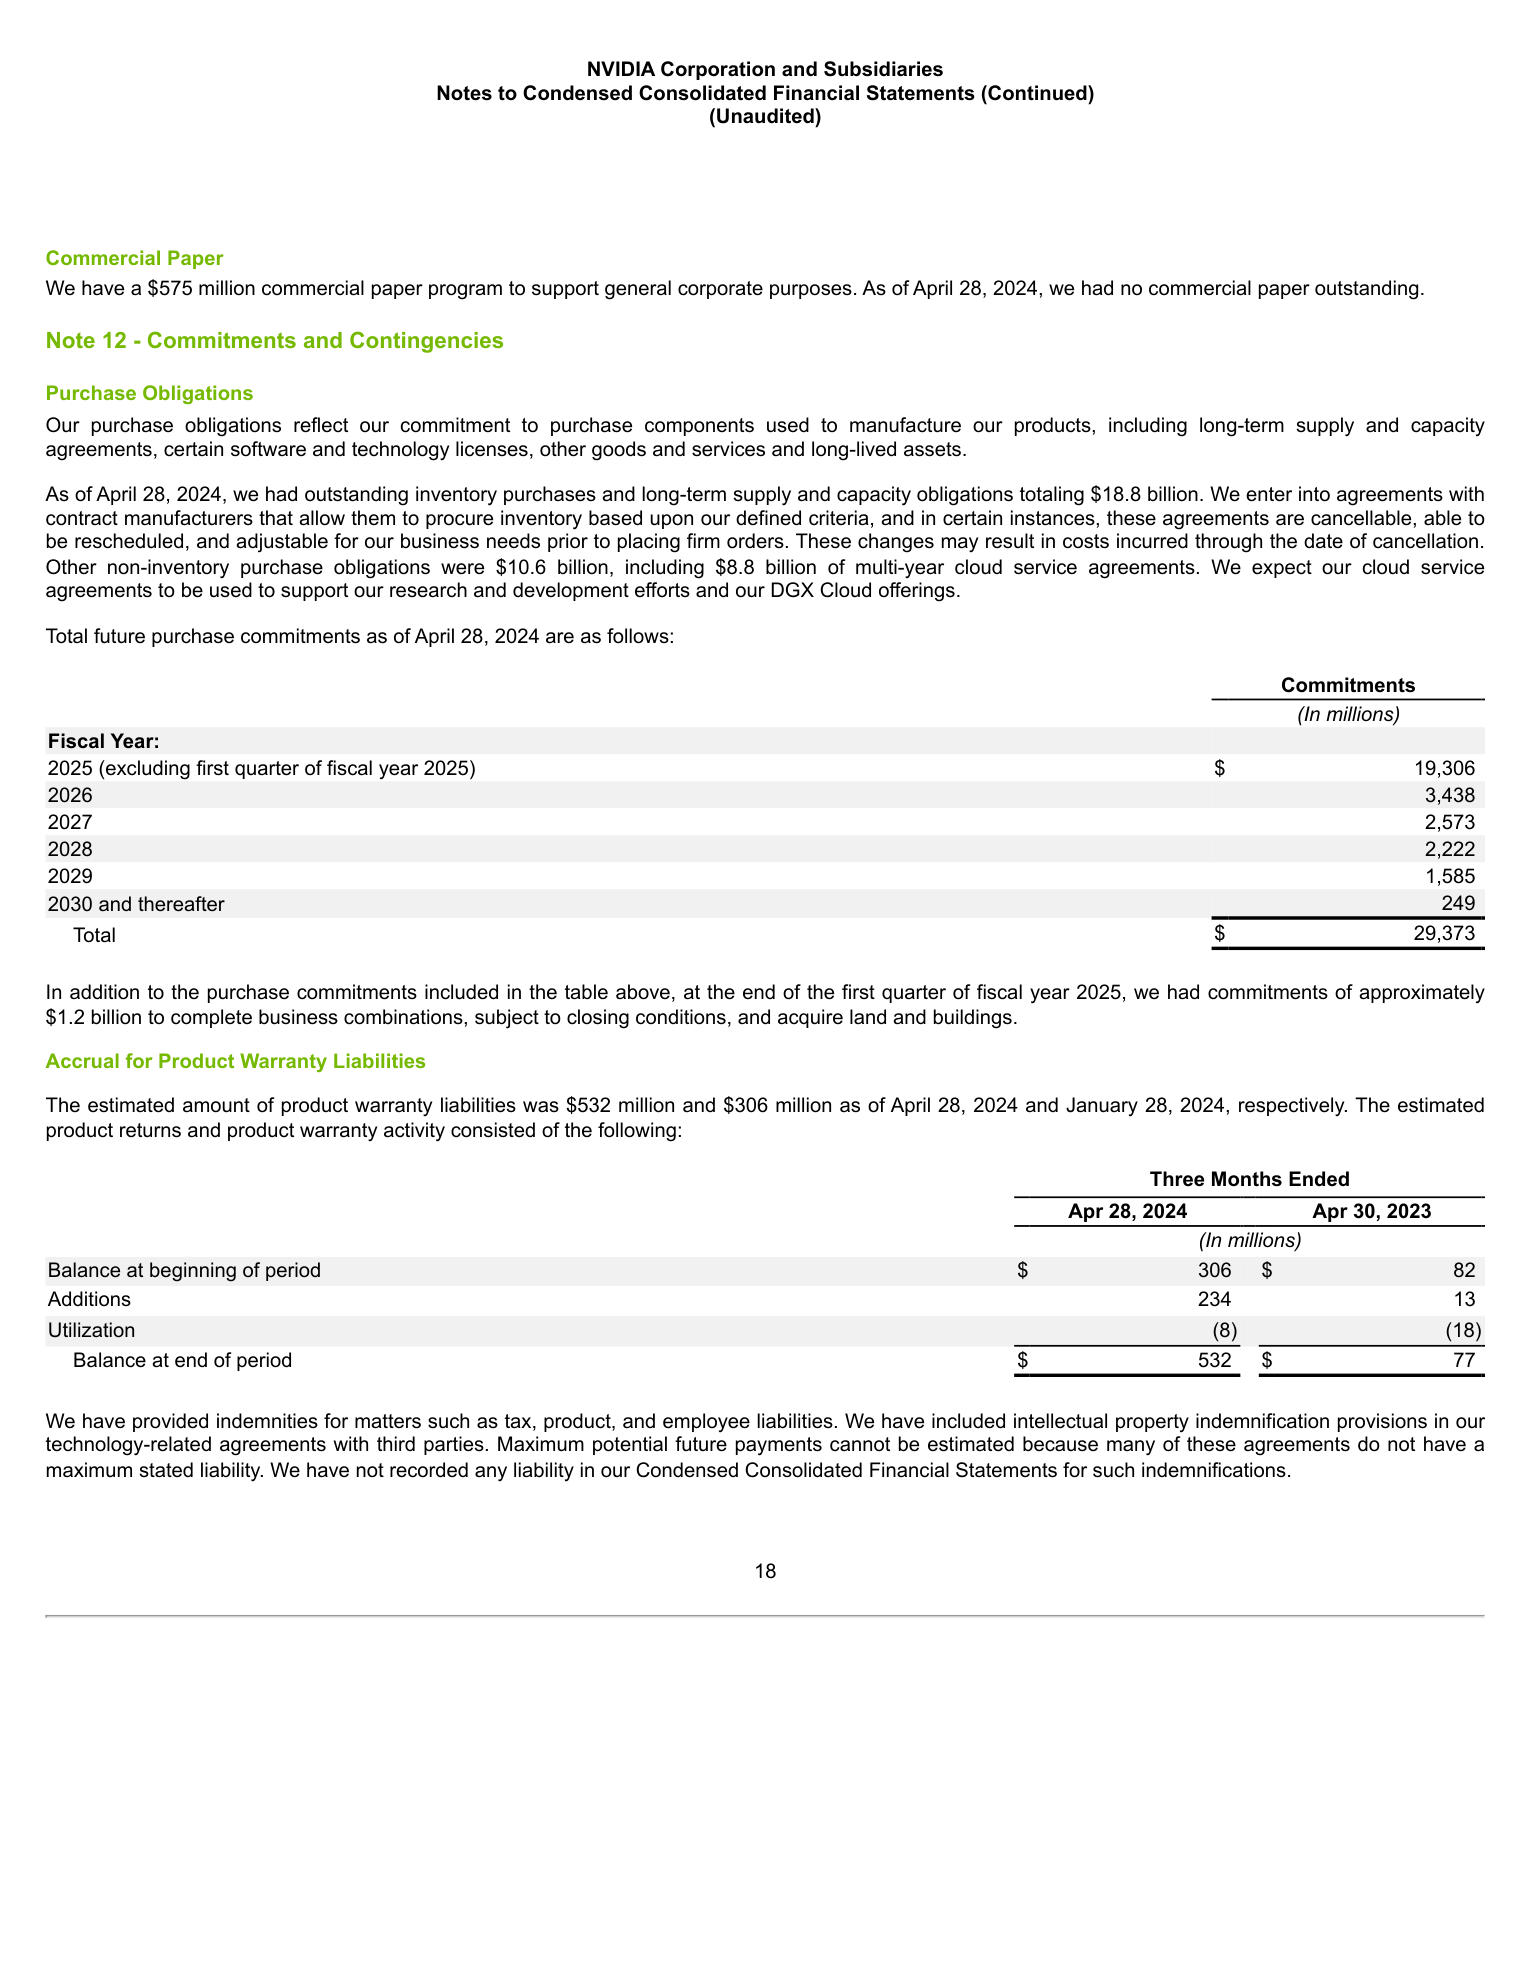 NVIDIA Corporation and Subsidiaries
Notes to Condensed Consolidated Financial Statements (Continued)
(Unaudited)
Commercial Paper
We have a $575 million commercial paper program to support general corporate purposes. As of April 28, 2024, we had no commercial paper outstanding.
Note 12 - Commitments and Contingencies
Purchase Obligations
Our purchase obligations reflect our commitment to purchase components used to manufacture our products, including long-term supply and capacity
agreements, certain software and technology licenses, other goods and services and long-lived assets.
As of April 28, 2024, we had outstanding inventory purchases and long-term supply and capacity obligations totaling $18.8 billion. We enter into agreements with
contract manufacturers that allow them to procure inventory based upon our defined criteria, and in certain instances, these agreements are cancellable, able to
be rescheduled, and adjustable for our business needs prior to placing firm orders. These changes may result in costs incurred through the date of cancellation.
Other non-inventory purchase obligations were $10.6 billion, including $8.8 billion of multi-year cloud service agreements. We expect our cloud service
agreements to be used to support our research and development efforts and our DGX Cloud offerings.
Total future purchase commitments as of April 28, 2024 are as follows:
Commitments
(In millions)
Fiscal Year:
2025 (excluding first quarter of fiscal year 2025) $ 19,306
2026 3,438
2027 2,573
2028 2,222
2029 1,585
2030 and thereafter 249
Total $ 29,373
In addition to the purchase commitments included in the table above, at the end of the first quarter of fiscal year 2025, we had commitments of approximately
$1.2 billion to complete business combinations, subject to closing conditions, and acquire land and buildings.
Accrual for Product Warranty Liabilities
The estimated amount of product warranty liabilities was $532 million and $306 million as of April 28, 2024 and January 28, 2024, respectively. The estimated
product returns and product warranty activity consisted of the following:
Three Months Ended
Apr 28, 2024 Apr 30, 2023
(In millions)
Balance at beginning of period $ 306 $ 82
Additions 234 13
Utilization (8) (18)
Balance at end of period $ 532 $ 77
We have provided indemnities for matters such as tax, product, and employee liabilities. We have included intellectual property indemnification provisions in our
technology-related agreements with third parties. Maximum potential future payments cannot be estimated because many of these agreements do not have a
maximum stated liability. We have not recorded any liability in our Condensed Consolidated Financial Statements for such indemnifications.
18